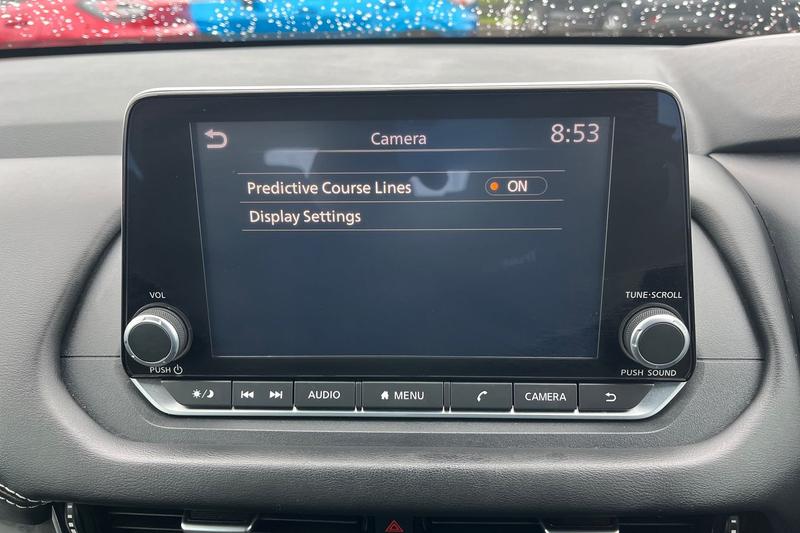 Camera
8:53
Predictive Course Lines
ON
Display Settings
VOL
TUNE·SCROLL
PUSH
PUSH SOUND
AUDIO
MENU
CAMERA